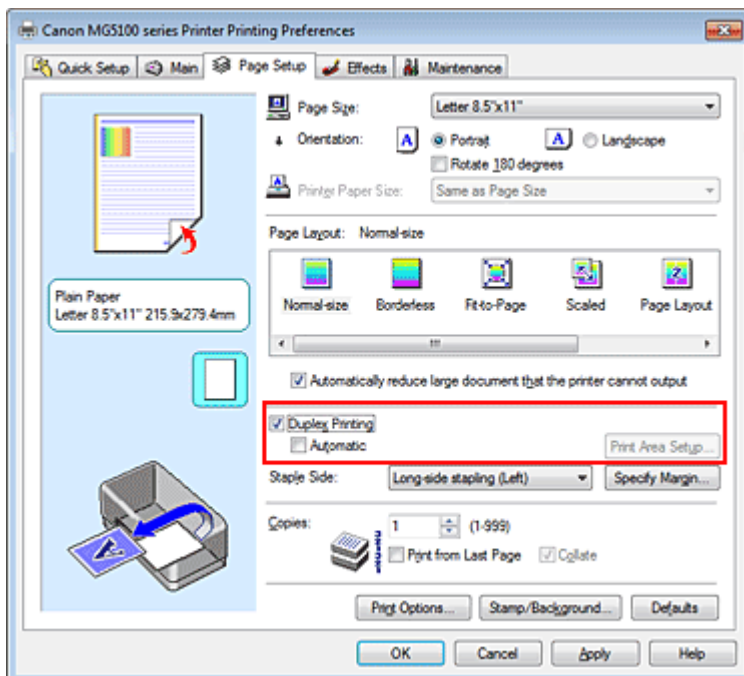 Canon MG5100 series Printer Printing Preferences
Quick Setup Main Page Setup Effects Maintenance
Page Size: Letter 8.5"x11"
Orientation: A Portrait A Landscape
Rotate 180 degrees
Printer Paper Size: Same as Page Size
Page Layout: Normal-size
Normal-size Borderless Fit-to-Page Scaled Page Layout
Plain Paper
Letter 8.5"x11" 215.9x279.4mm
Automatically reduce large document that the printer cannot output
Duplex Printing
Automatic Print Area Setup...
Staple Side: Long-side stapling (Left) Specify Margin...
Copies: 1 (1-999)
Print from Last Page Collate
Print Options... Stamp/Background... Defaults
OK Cancel Apply Help